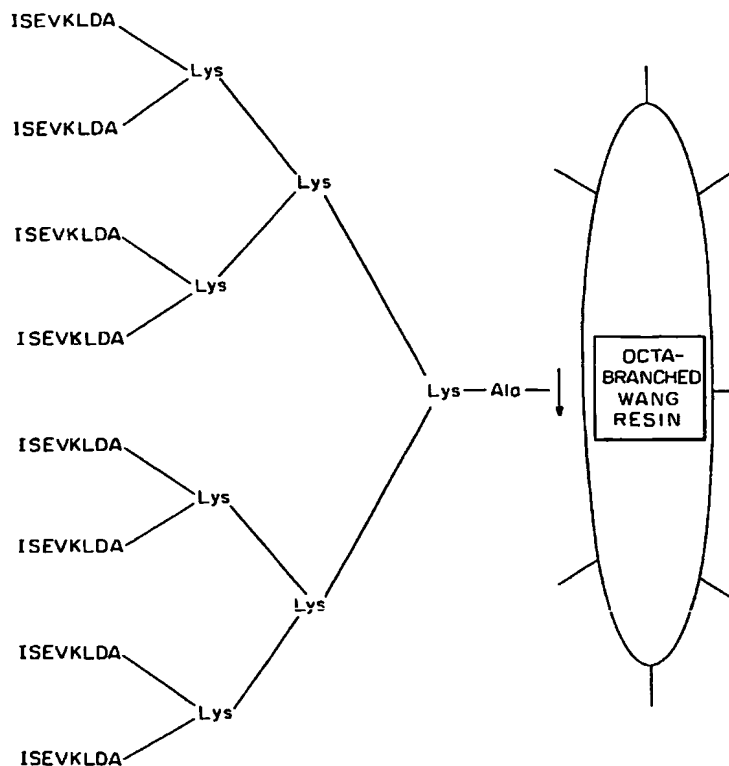 ISEVKLDA
Lys
ISEVKLDA
Lys
ISEVKLDA
Lys
ISEVKLDA
Lys—Ala—
OCTA-
BRANCHED
WANG
RESIN
ISEVKLDA
Lys
ISEVKLDA
Lys
ISEVKLDA
Lys
ISEVKLDA